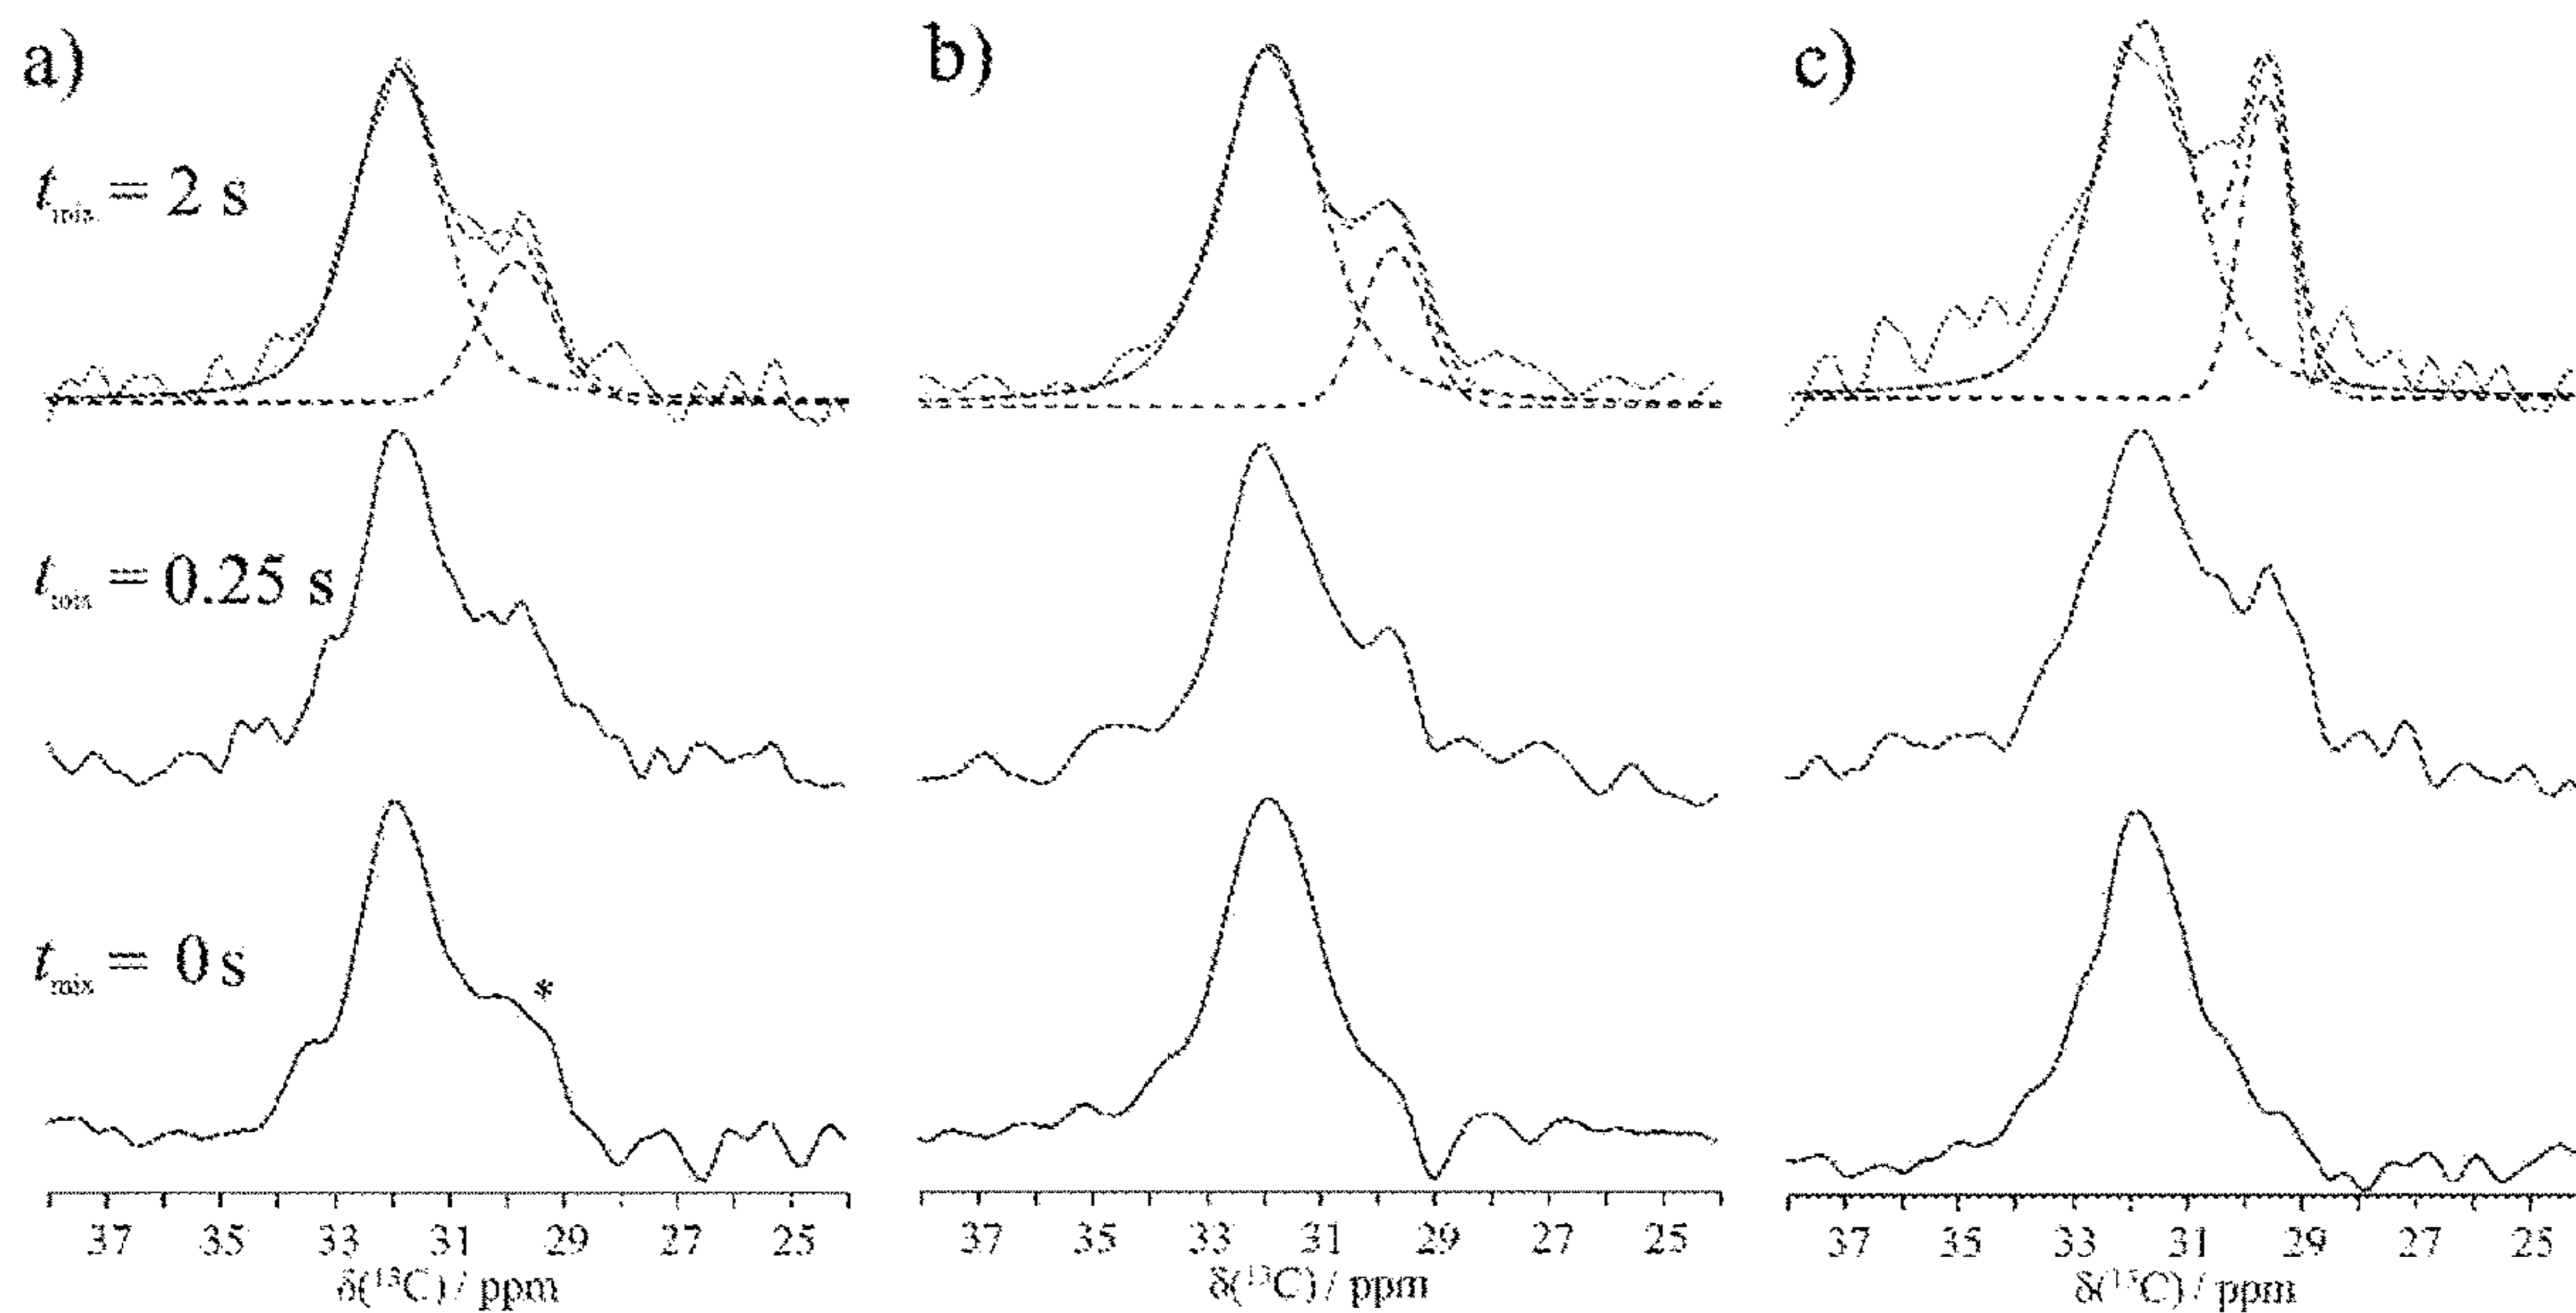 a)
b)
c)
t_mix = 2 s
t_mix = 0.25 s
t_mix = 0 s
*
37 35 33 31 29 27 25
37 35 33 31 29 27 25
37 35 33 31 29 27 25
δ(¹³C) / ppm
δ(¹³C) / ppm
δ(¹³C) / ppm